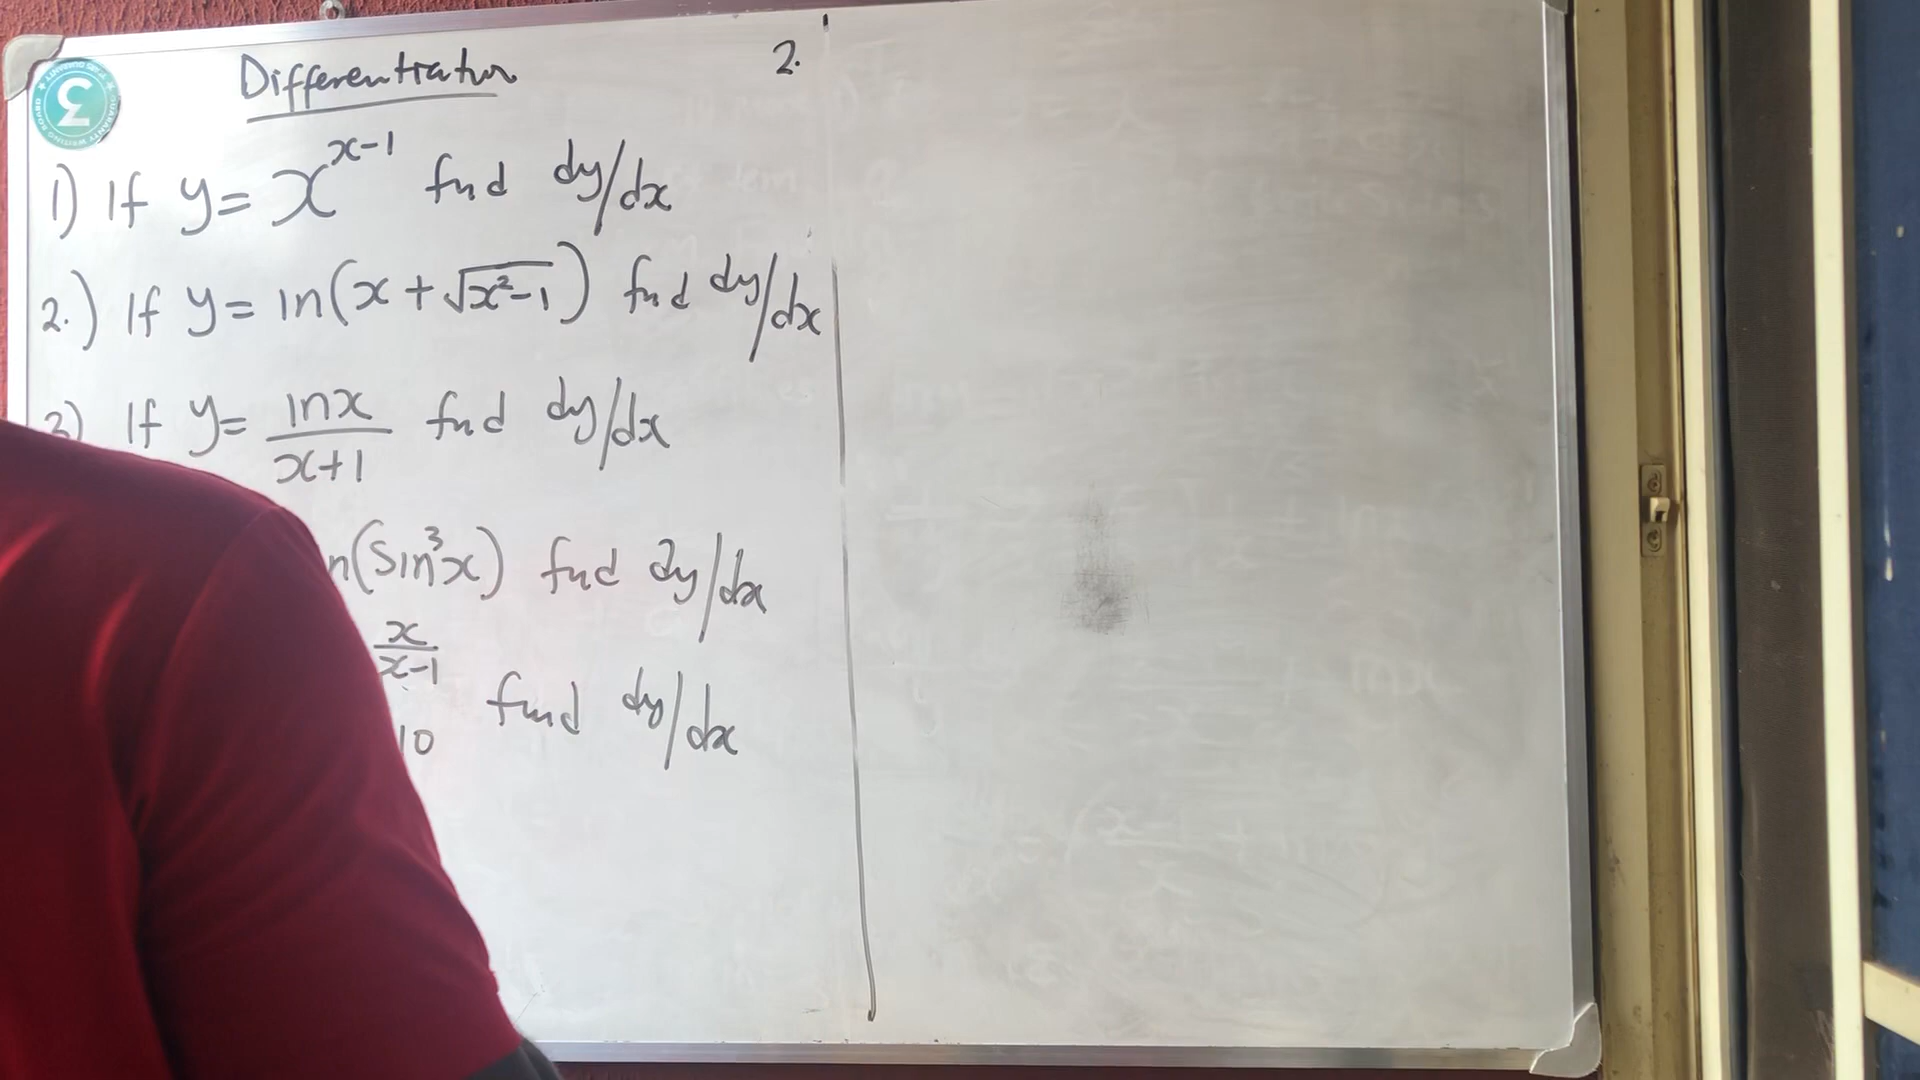 Differentiation
2.
1) If y = x^{x-1} find dy/dx
2.) If y = ln(x + √(x²-1)) find dy/dx
3) If y = lnx/(x+1) find dy/dx
n(Sin³x) find dy/dx
x/(x-1)
10 find dy/dx